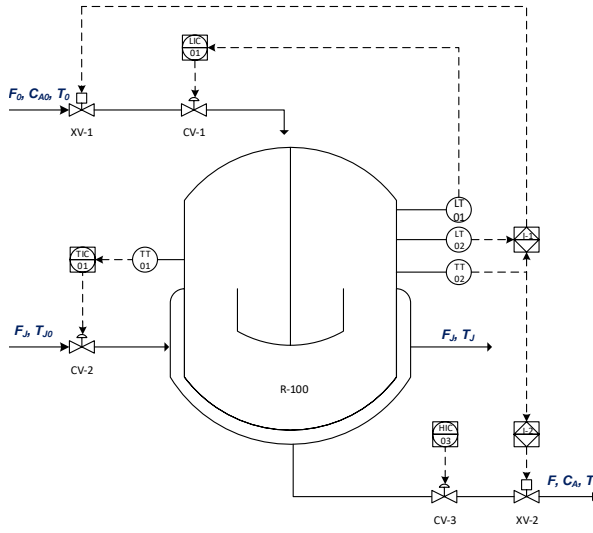 LIC
01
F0, CA0, T0
XV-1
CV-1
LT
01
LT
02
I-1
TIC
01
TT
01
TT
02
FJ, TJ0
FJ, TJ
CV-2
R-100
HIC
03
I-2
F, CA, T
CV-3
XV-2